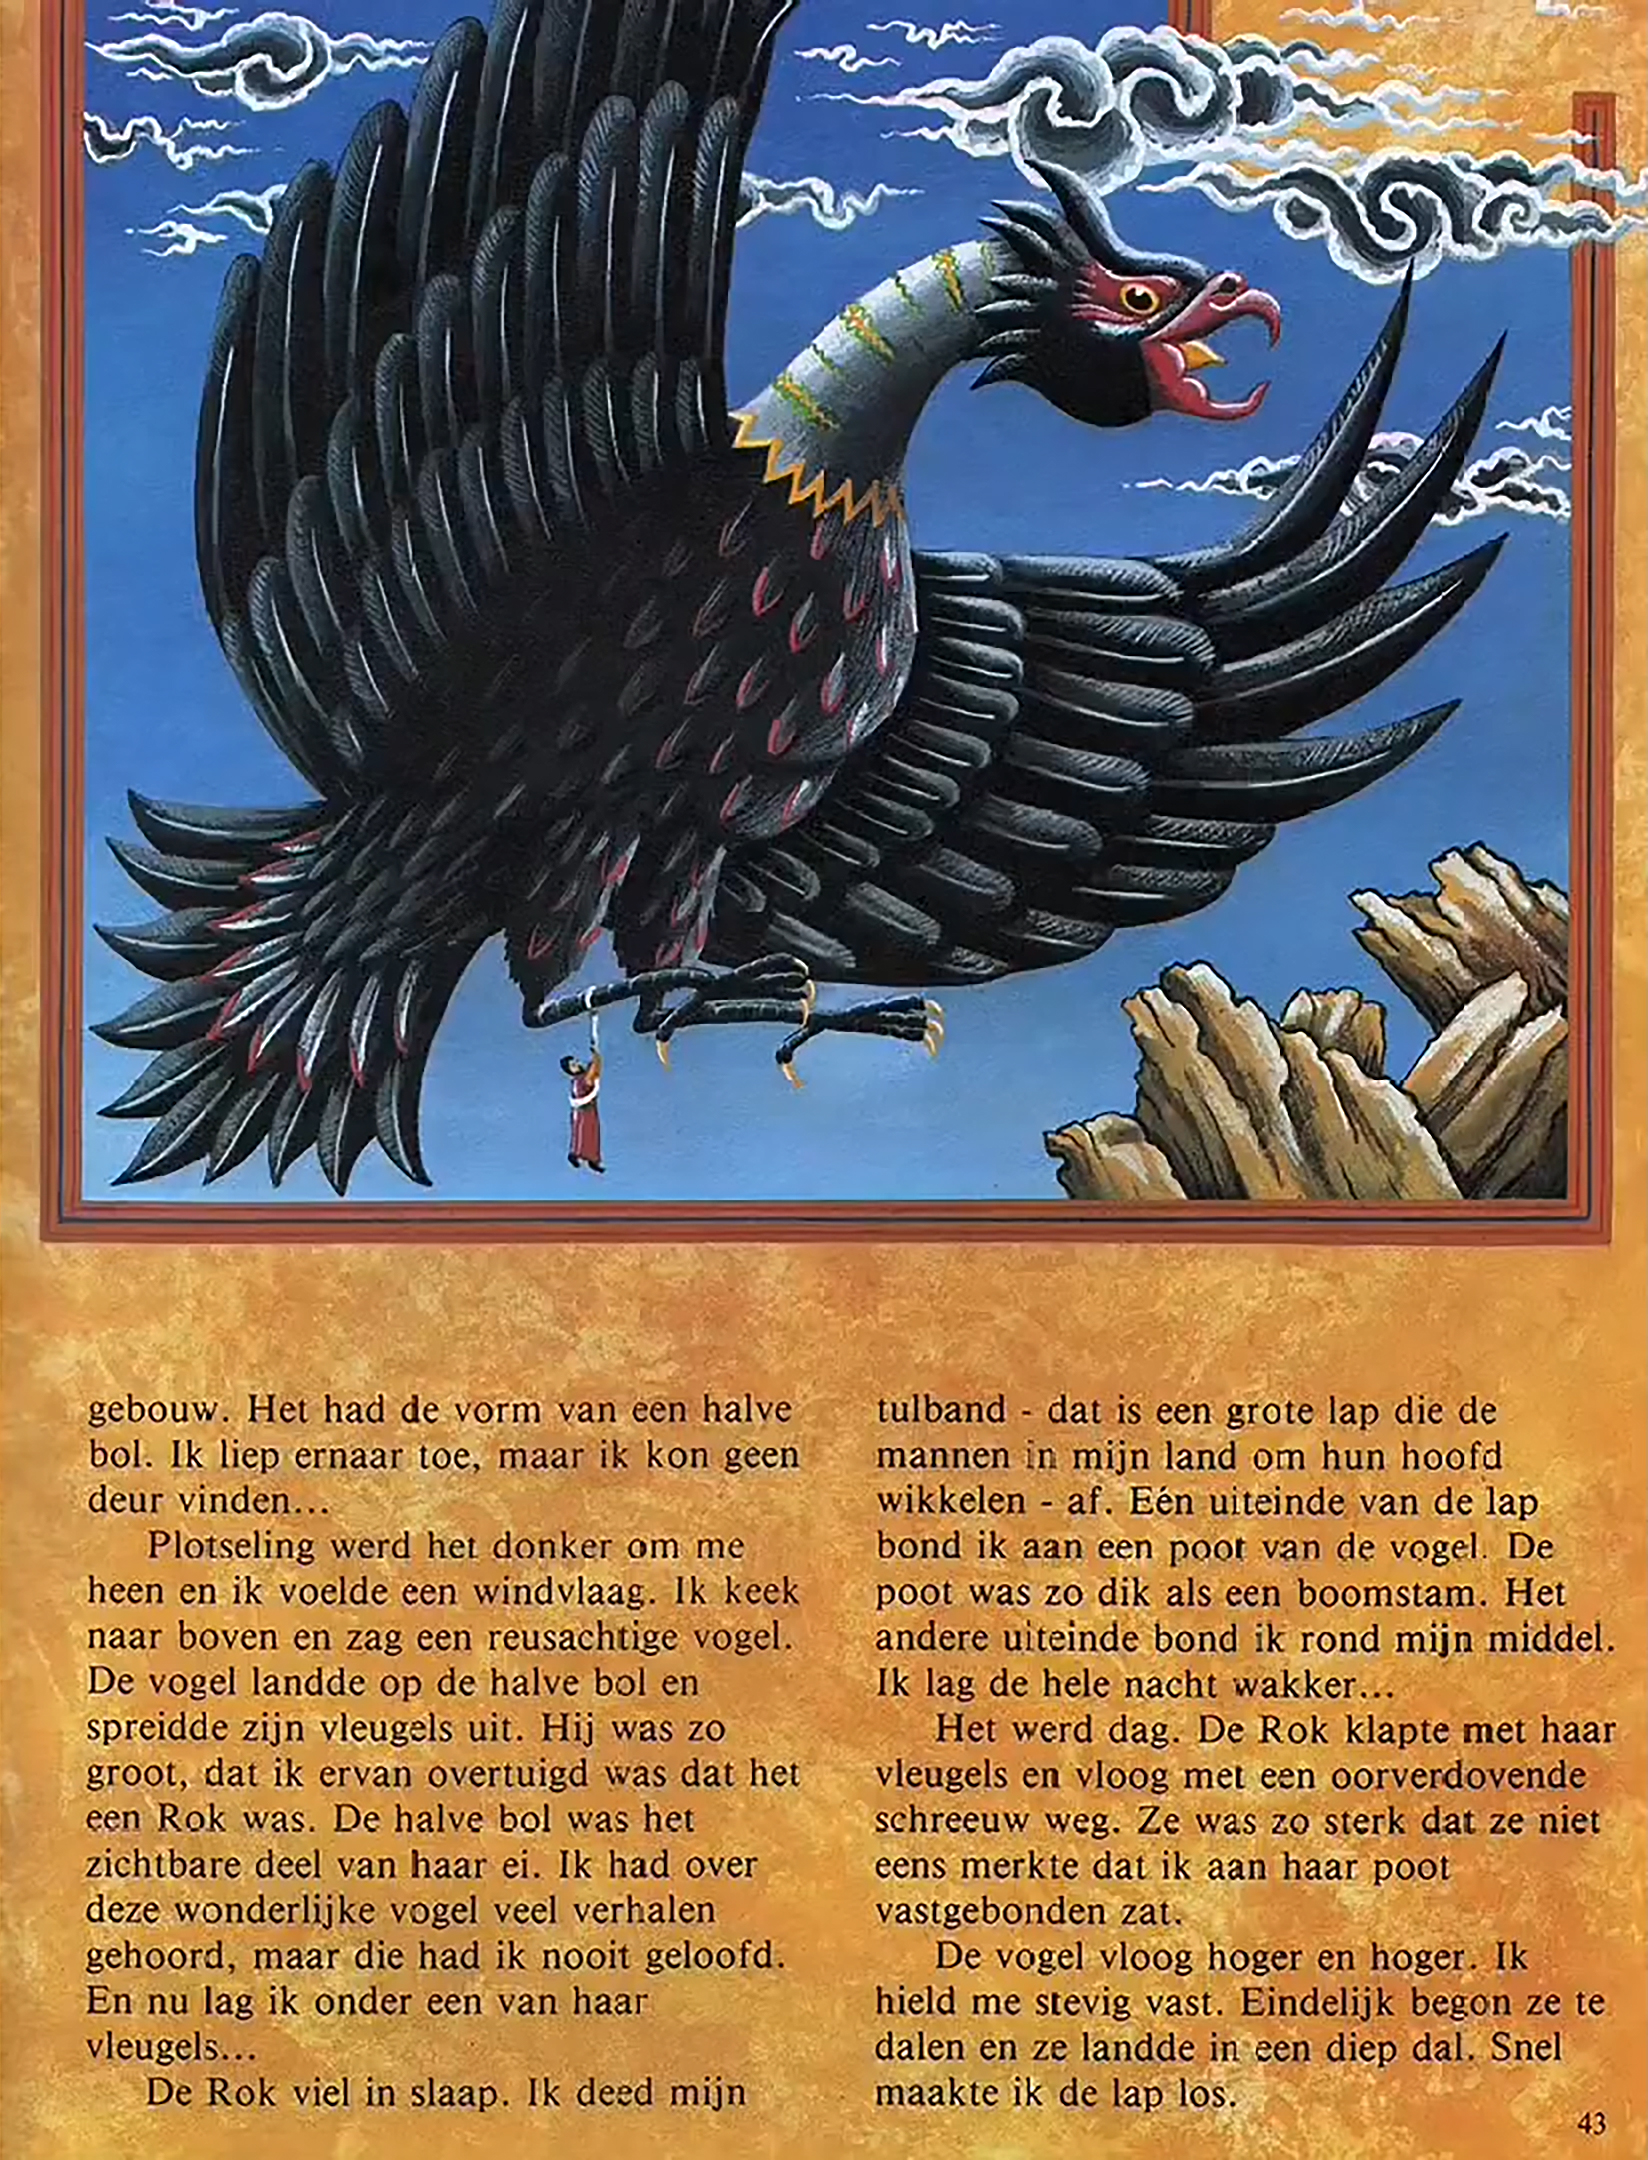 gebouw. Het had de vorm van een halve
bol. Ik liep ernaar toe, maar ik kon geen
deur vinden...
Plotseling werd het donker om me
heen en ik voelde een windvlaag. Ik keek
naar boven en zag een reusachtige vogel.
De vogel landde op de halve bol en
spreidde zijn vleugels uit. Hij was zo
groot, dat ik ervan overtuigd was dat het
een Rok was. De halve bol was het
zichtbare deel van haar ei. Ik had over
deze wonderlijke vogel veel verhalen
gehoord, maar die had ik nooit geloofd.
En nu lag ik onder een van haar
vleugels...
De Rok viel in slaap. Ik deed mijn
tulband - dat is een grote lap die de
mannen in mijn land om hun hoofd
wikkelen - af. Eén uiteinde van de lap
bond ik aan een poot van de vogel. De
poot was zo dik als een boomstam. Het
andere uiteinde bond ik rond mijn middel.
Ik lag de hele nacht wakker...
Het werd dag. De Rok klapte met haar
vleugels en vloog met een oorverdovende
schreeuw weg. Ze was zo sterk dat ze niet
eens merkte dat ik aan haar poot
vastgebonden zat.
De vogel vloog hoger en hoger. Ik
hield me stevig vast. Eindelijk begon ze te
dalen en ze landde in een diep dal. Snel
maakte ik de lap los.
43